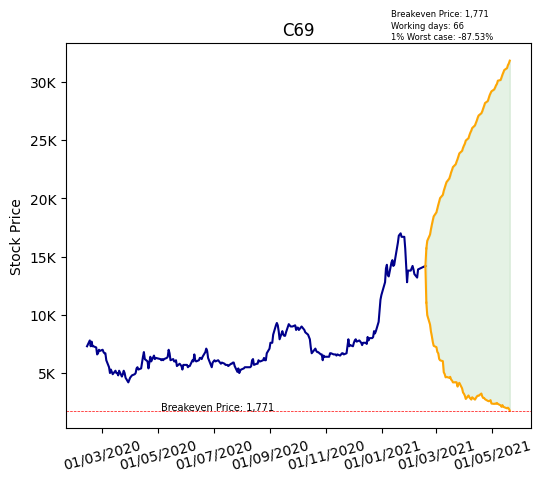 Breakeven Price: 1,771
Working days: 66
1% Worst case: -87.53%
C69
Stock Price
30K
25K
20K
15K
10K
5K
Breakeven Price: 1,771
01/03/2020
01/05/2020
01/07/2020
01/09/2020
01/11/2020
01/01/2021
01/03/2021
01/05/2021